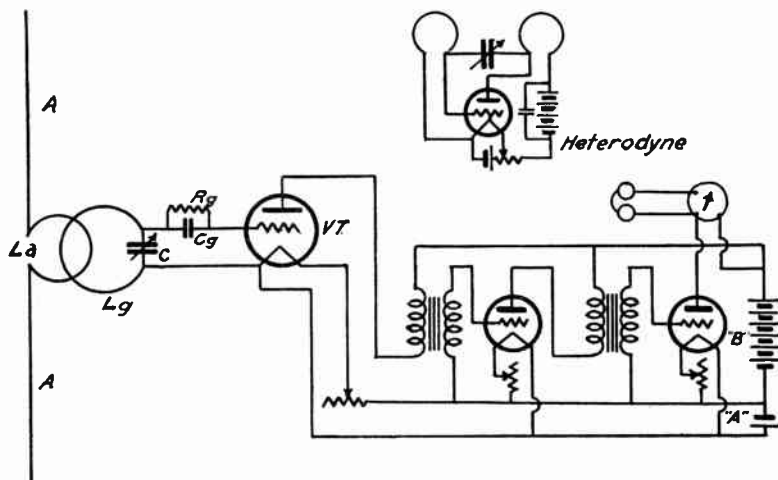 A
Heterodyne
Rg
Cg
VT.
La
C
Lg
A
"B"
"A"